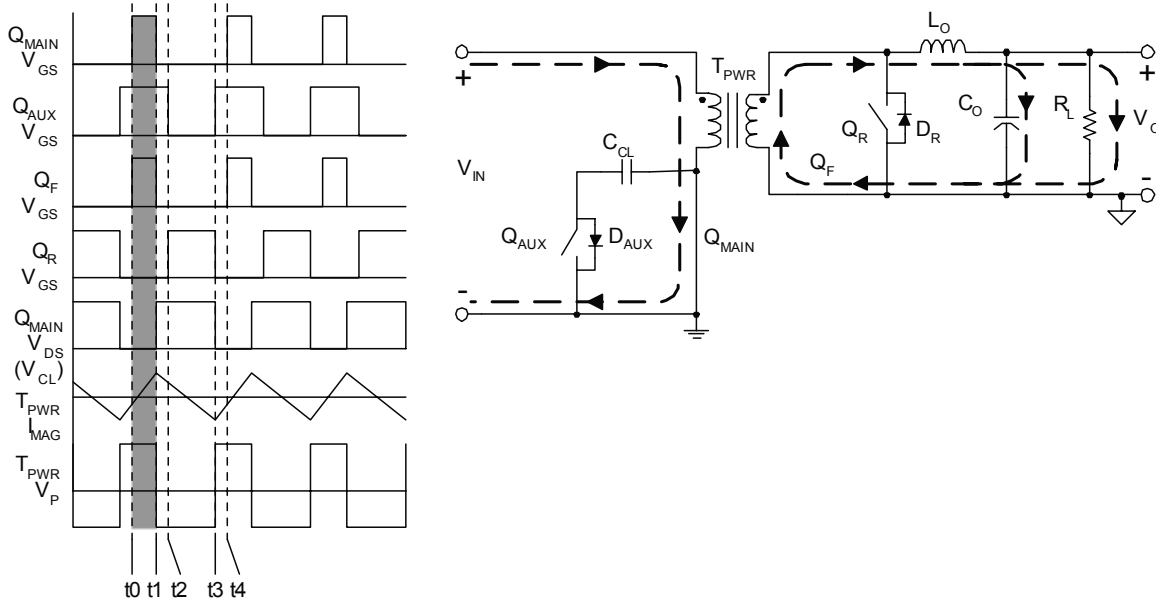 QMAIN
VGS
QAUX
VGS
QF
VGS
QR
VGS
QMAIN
VDS
(VCL)
TPWR
IMAG
TPWR
VP
t0 t1 t2 t3 t4
+
VIN
-
CCL
QAUX
DAUX
QMAIN
TPWR
LO
QR
DR
QF
CO
RL
+
VO
-